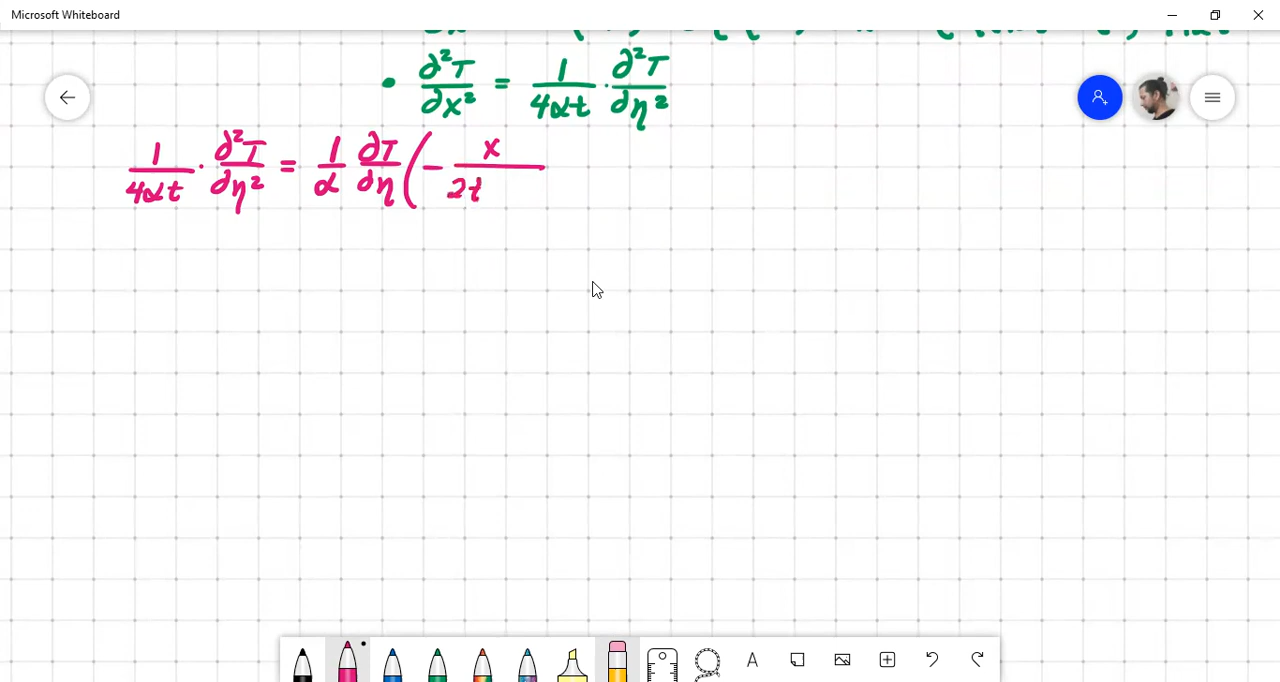 Microsoft Whiteboard
• ∂²T/∂x² = 1/4αt · ∂²T/∂η²
1/4αt · ∂²T/∂η² = 1/α ∂T/∂η (− x/2t
A